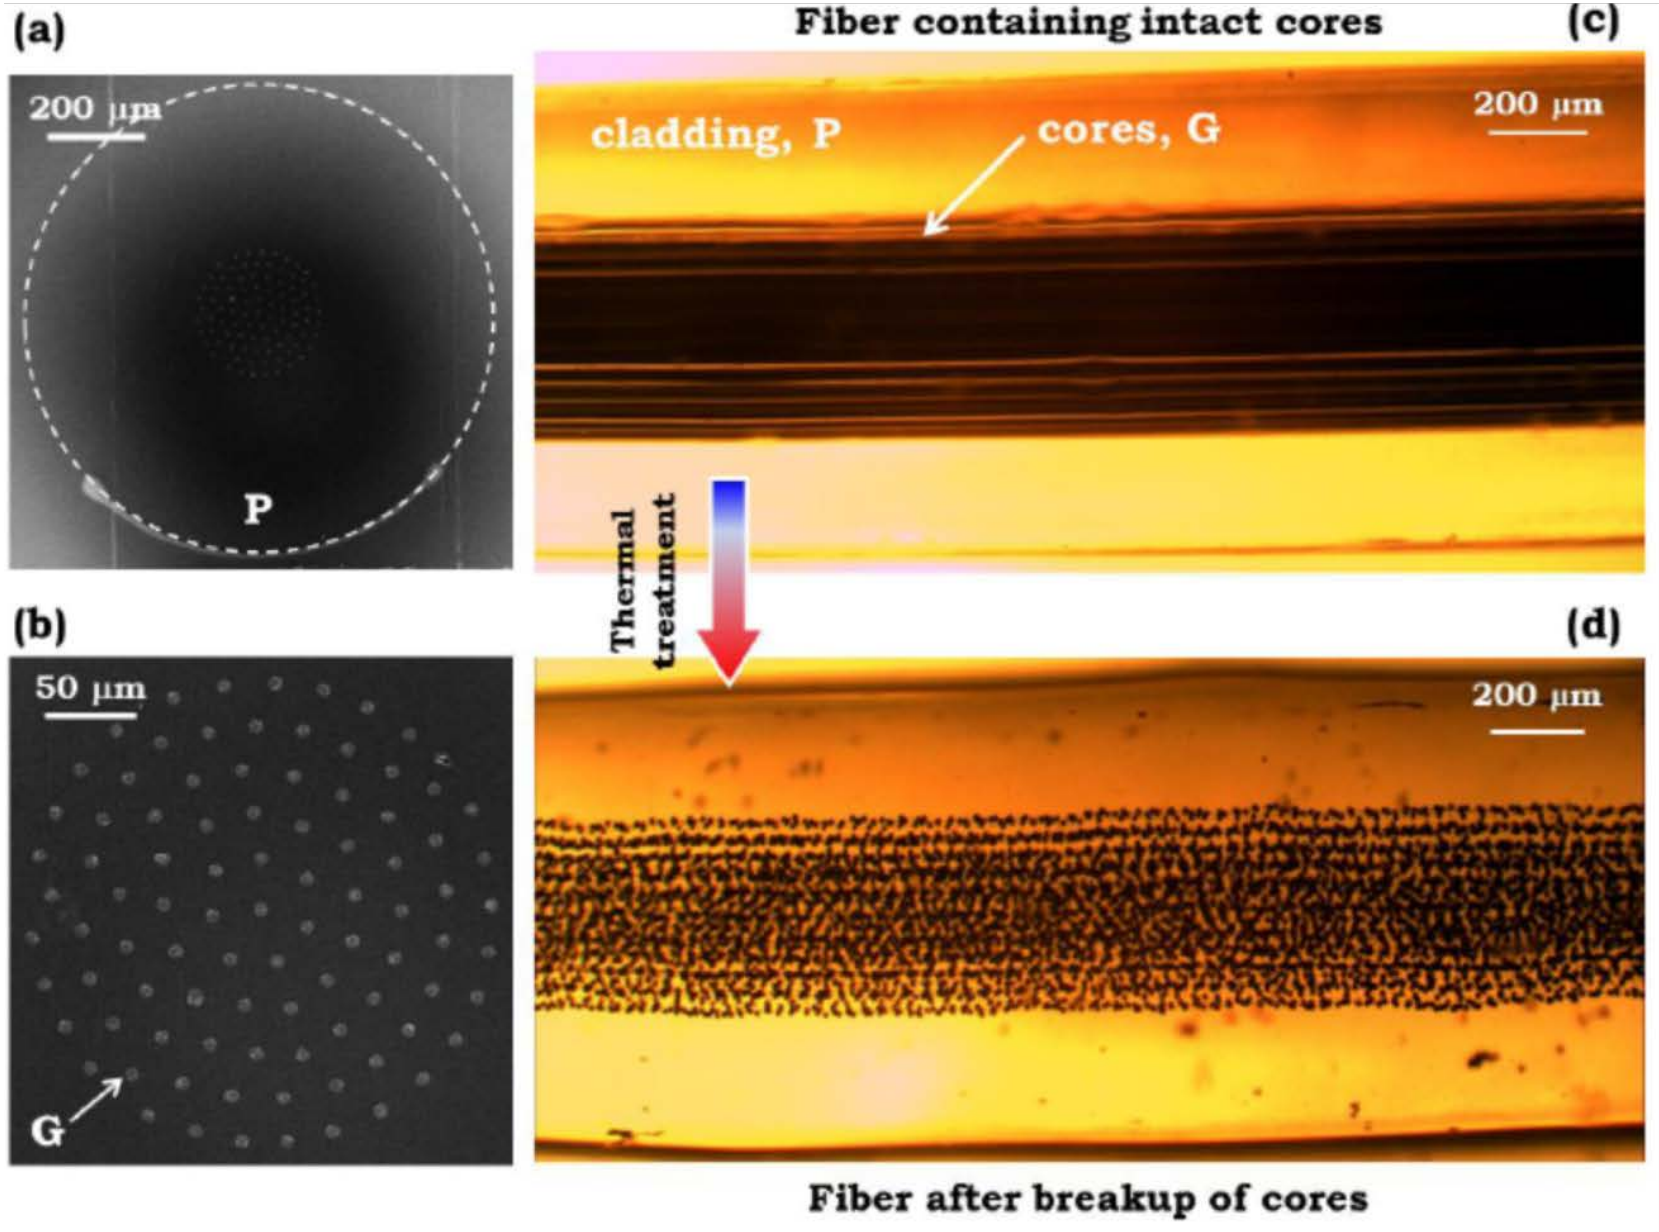 (a)
200 μm
P
(b)
50 μm
G
Fiber containing intact cores
(c)
200 μm
cladding, P
cores, G
Thermal
treatment
(d)
200 μm
Fiber after breakup of cores